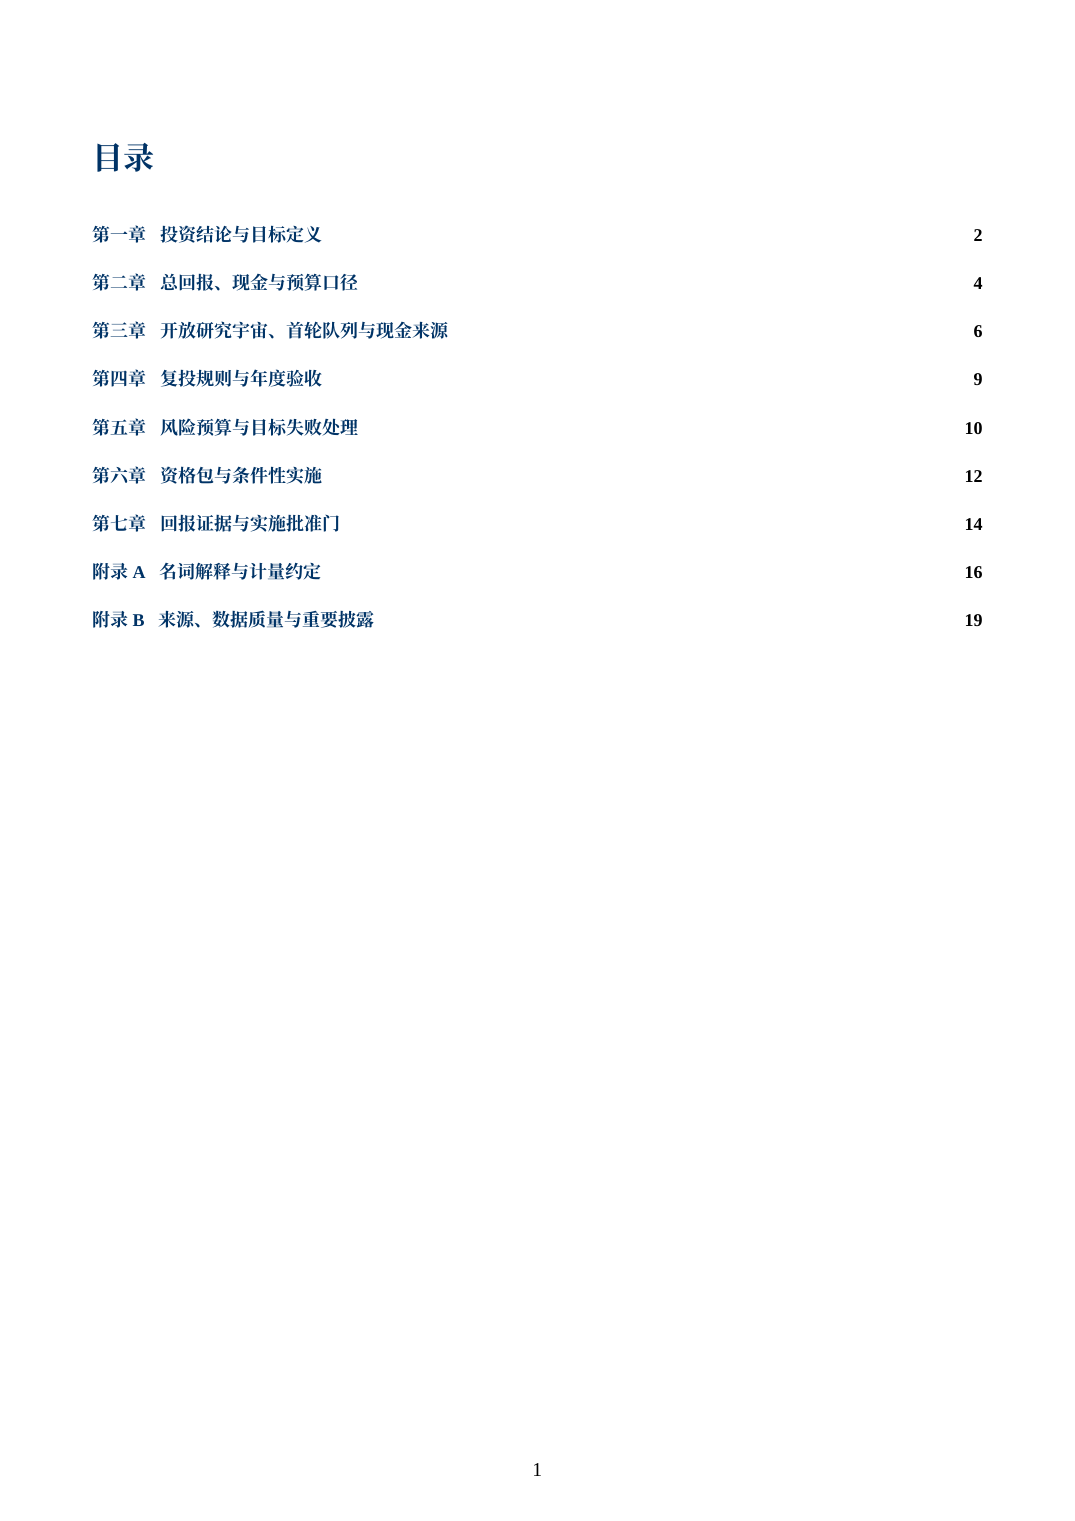 目录
第一章 投资结论与目标定义 2
第二章 总回报、现金与预算口径 4
第三章 开放研究宇宙、首轮队列与现金来源 6
第四章 复投规则与年度验收 9
第五章 风险预算与目标失败处理 10
第六章 资格包与条件性实施 12
第七章 回报证据与实施批准门 14
附录 A 名词解释与计量约定 16
附录 B 来源、数据质量与重要披露 19
1